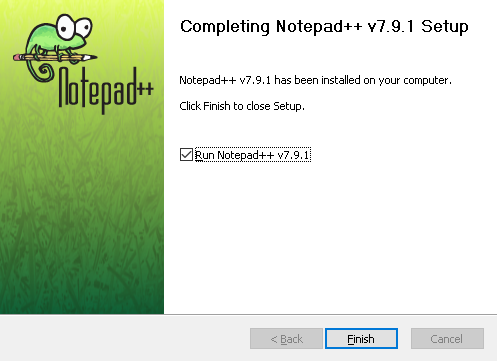 Notepad++
Completing Notepad++ v7.9.1 Setup
Notepad++ v7.9.1 has been installed on your computer.
Click Finish to close Setup.
Run Notepad++ v7.9.1
< Back
Finish
Cancel